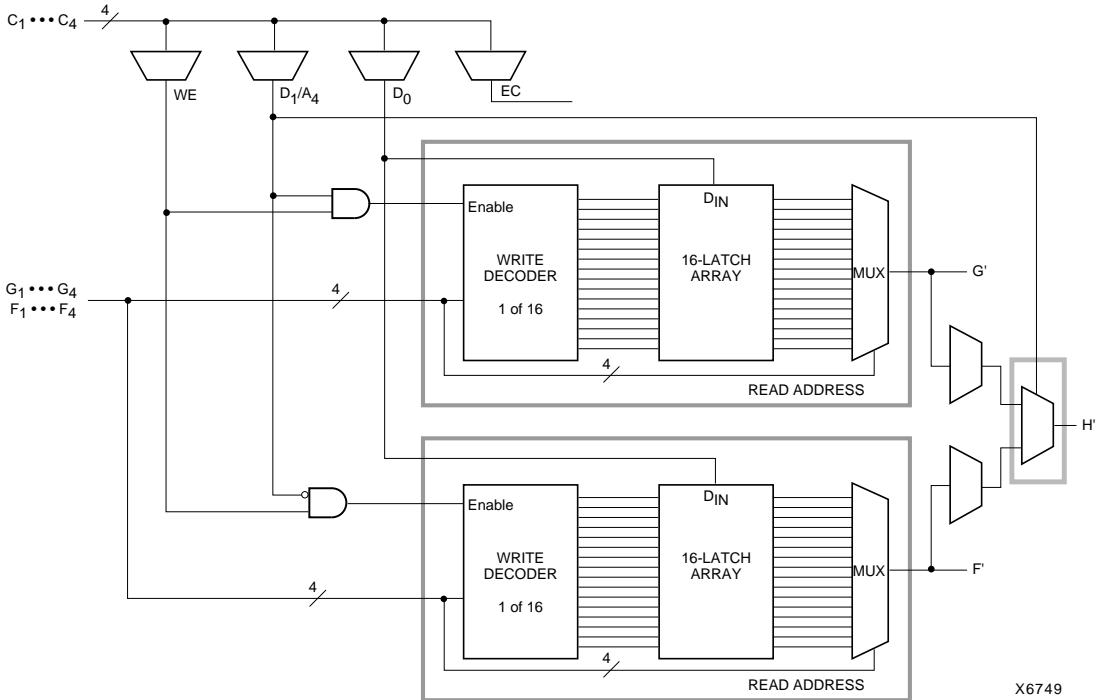 C1 ••• C4
4
WE
D1/A4
D0
EC
Enable
WRITE
DECODER
1 of 16
DIN
16-LATCH
ARRAY
MUX
G'
G1 ••• G4
F1 ••• F4
4
4
READ ADDRESS
H'
Enable
WRITE
DECODER
1 of 16
DIN
16-LATCH
ARRAY
MUX
F'
4
4
READ ADDRESS
X6749